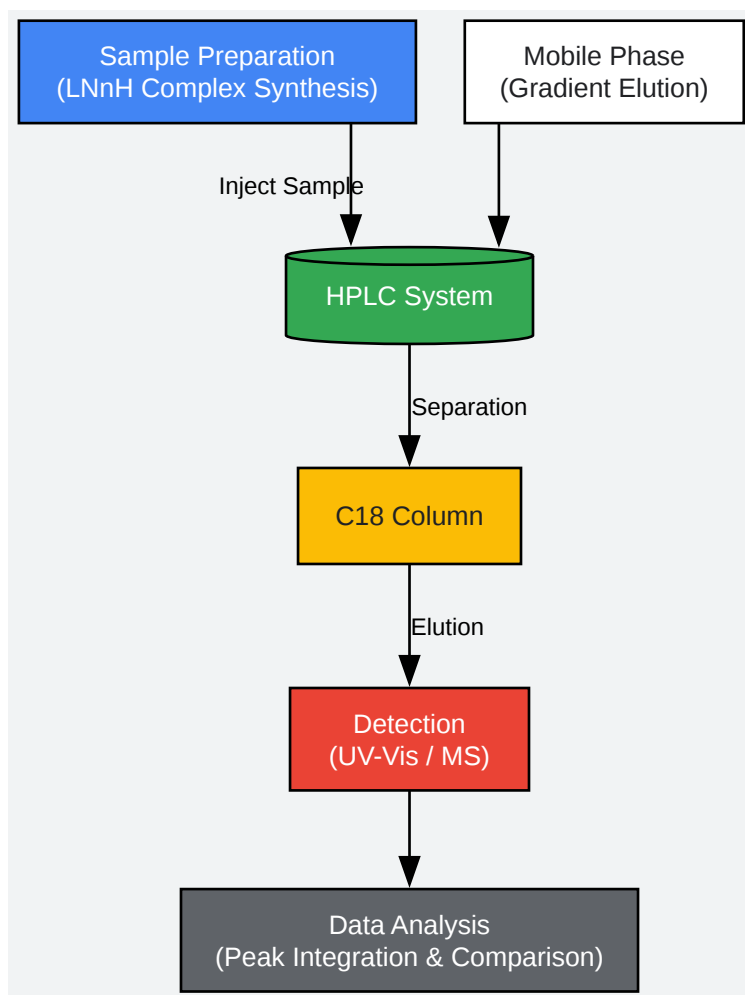 Sample Preparation
(LNnH Complex Synthesis)
Mobile Phase
(Gradient Elution)
Inject Sample
HPLC System
Separation
C18 Column
Elution
Detection
(UV-Vis / MS)
Data Analysis
(Peak Integration & Comparison)